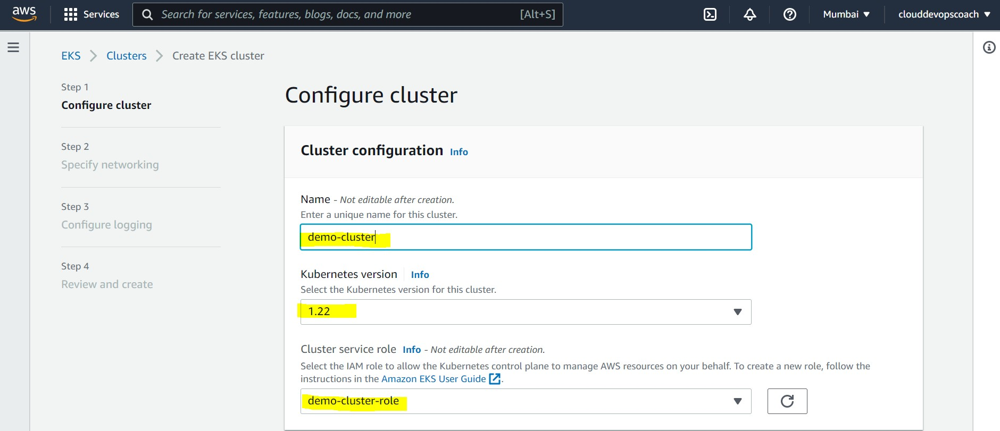 aws Services Search for services, features, blogs, docs, and more [Alt+S] Mumbai clouddevopscoach
EKS Clusters Create EKS cluster
Step 1
Configure cluster
Step 2
Specify networking
Step 3
Configure logging
Step 4
Review and create
Configure cluster
Cluster configuration Info
Name - Not editable after creation.
Enter a unique name for this cluster.
demo-cluster
Kubernetes version Info
Select the Kubernetes version for this cluster.
1.22
Cluster service role Info - Not editable after creation.
Select the IAM role to allow the Kubernetes control plane to manage AWS resources on your behalf. To create a new role, follow the
instructions in the Amazon EKS User Guide .
demo-cluster-role